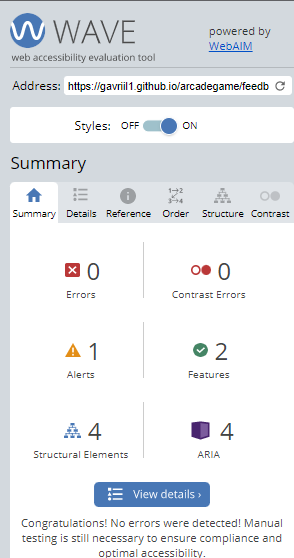 W WAVE
web accessibility evaluation tool
powered by
WebAIM
Address: https://gavriil1.github.io/arcadegame/feedb
Styles: OFF ON
Summary
Summary Details Reference Order Structure Contrast
0 0
Errors Contrast Errors
1 2
Alerts Features
4 4
Structural Elements ARIA
View details ›
Congratulations! No errors were detected! Manual
testing is still necessary to ensure compliance and
optimal accessibility.